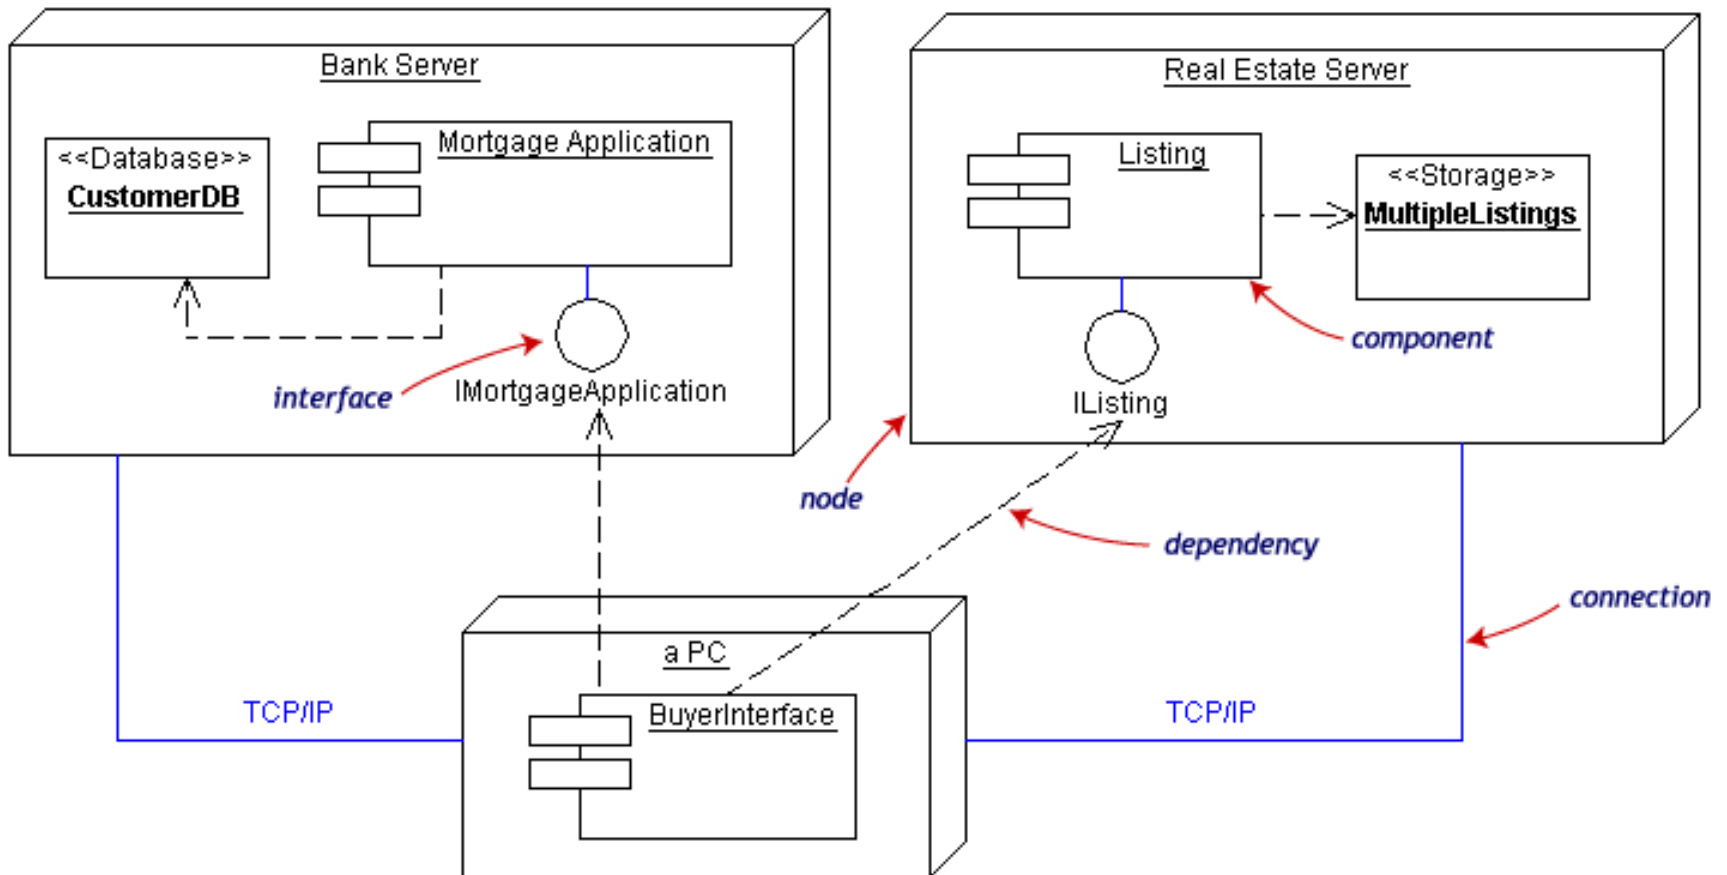 Bank Server
<<Database>>
CustomerDB
Mortgage Application
interface
IMortgageApplication
Real Estate Server
Listing
<<Storage>>
MultipleListings
component
IListing
node
dependency
connection
a PC
BuyerInterface
TCP/IP
TCP/IP